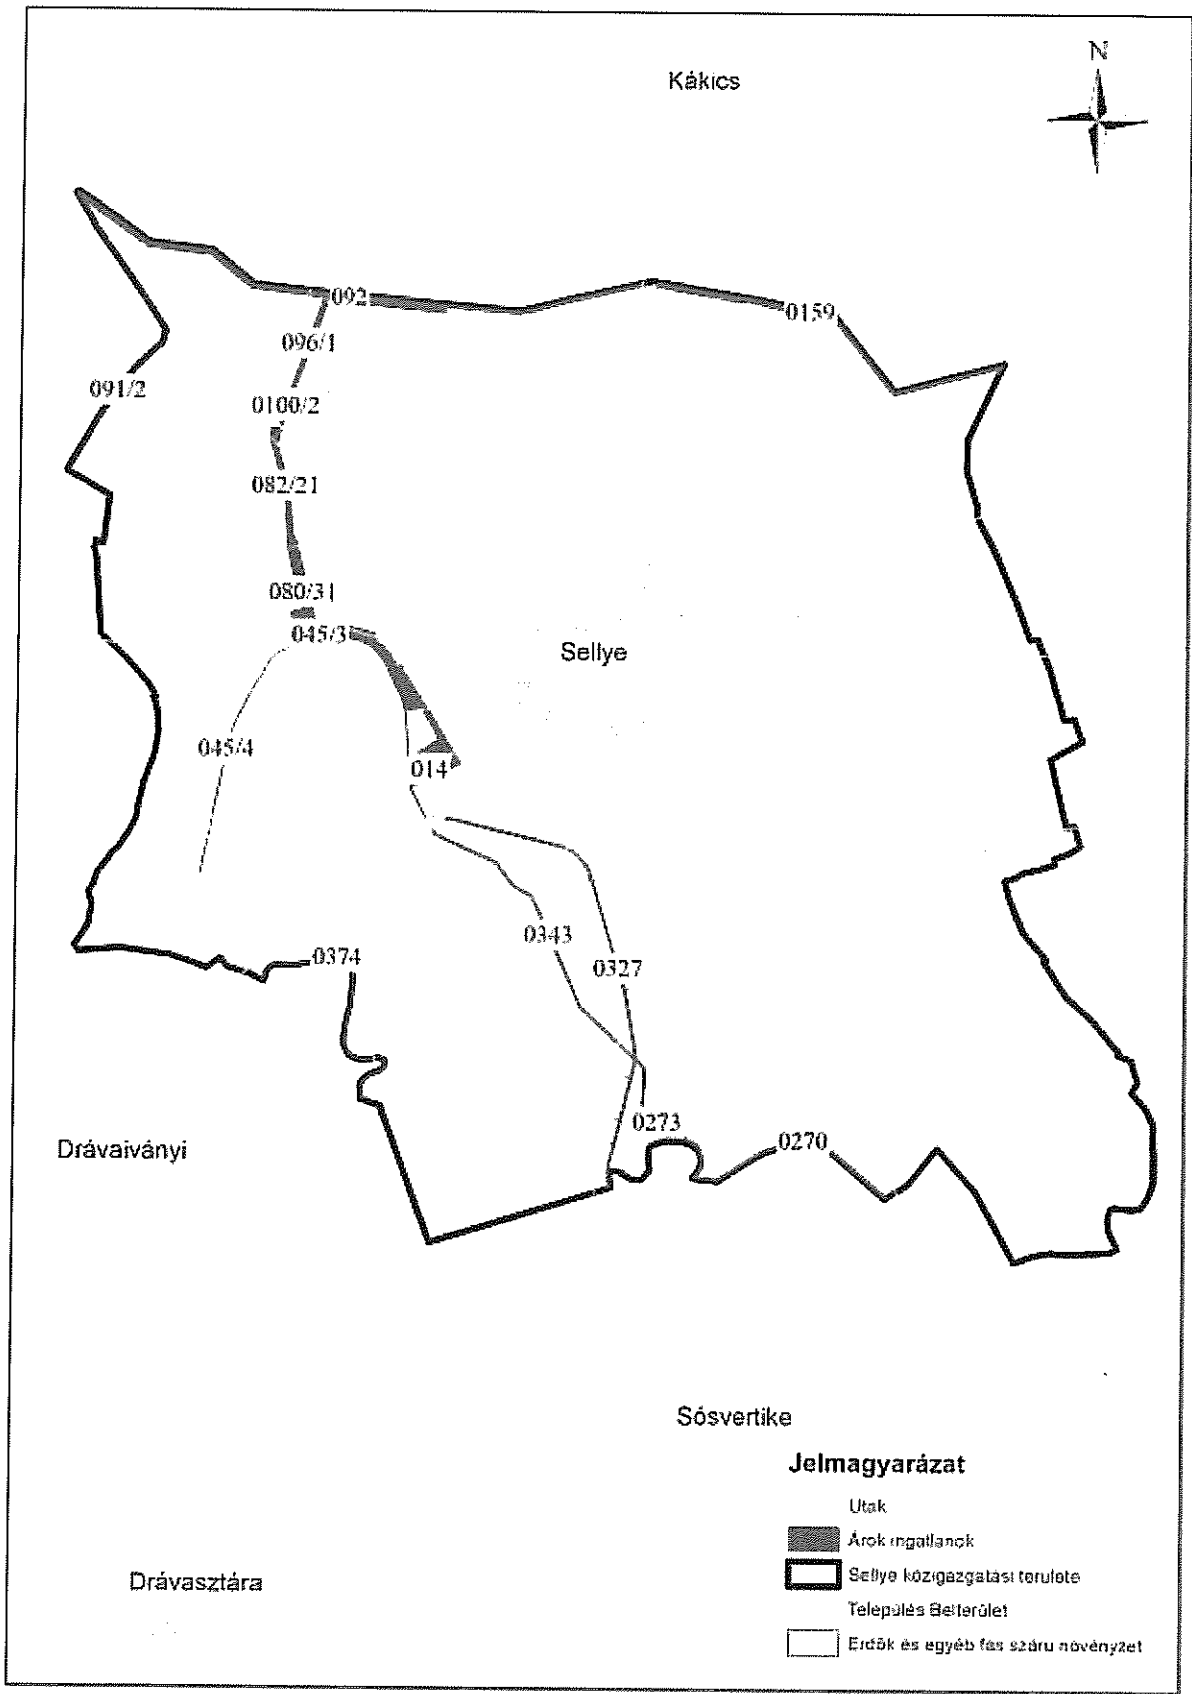 Kákics
N
092
0159
096/1
091/2
0100/2
082/21
080/31
045/3
Sellye
045/4
014
0343
0327
0374
0273
0270
Drávaiványi
Sósvertike
Jelmagyarázat
Utak
Árok ingatlanok
Sellye közigazgatási területe
Település Belterület
Erdők és egyéb fás szárú növényzet
Drávasztára